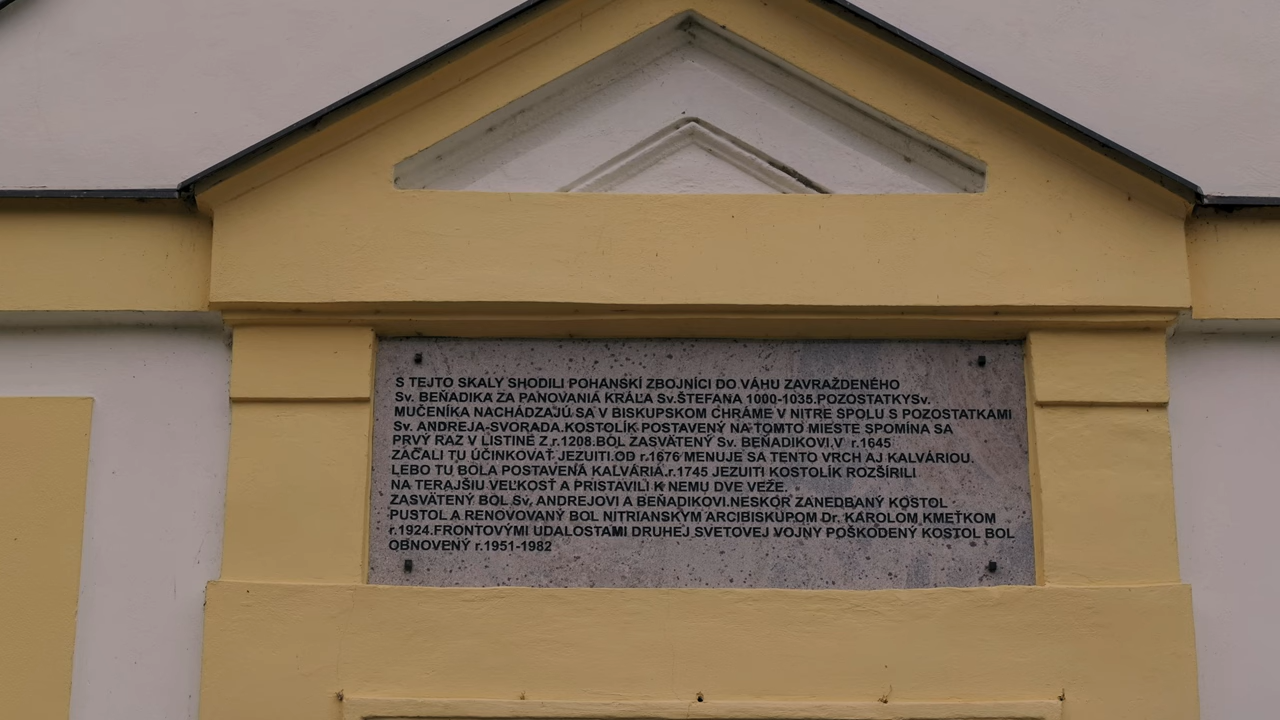 S TEJTO SKALY SHODILI POHANSKÍ ZBOJNÍCI DO VÁHU ZAVRAŽDENÉHO
Sv. BEŇADIKA ZA PANOVANIA KRÁĽA Sv.ŠTEFANA 1000-1035.POZOSTATKYSv.
MUČENÍKA NACHÁDZAJÚ SA V BISKUPSKOM CHRÁME V NITRE SPOLU S POZOSTATKAMI
Sv. ANDREJA-SVORADA.KOSTOLÍK POSTAVENÝ NA TOMTO MIESTE SPOMÍNA SA
PRVÝ RAZ V LISTINE Z.r.1208.BOL ZASVÄTENÝ Sv. BEŇADIKOVI.V r.1645
ZAČALI TU ÚČINKOVAŤ JEZUITI.OD r.1676 MENUJE SA TENTO VRCH AJ KALVÁRIOU.
LEBO TU BOLA POSTAVENÁ KALVÁRIA.r.1745 JEZUITI KOSTOLÍK ROZŠÍRILI
NA TERAJŠIU VEĽKOSŤ A PRISTAVILI K NEMU DVE VEŽE.
ZASVÄTENÝ BOL Sv. ANDREJOVI A BEŇADIKOVI.NESKÔR ZANEDBANÝ KOSTOL
PUSTOL A RENOVOVANÝ BOL NITRIANSKYM ARCIBISKUPOM Dr. KAROLOM KMEŤKOM
r.1924.FRONTOVÝMI UDALOSTAMI DRUHEJ SVETOVEJ VOJNY POŠKODENÝ KOSTOL BOL
OBNOVENÝ r.1951-1982